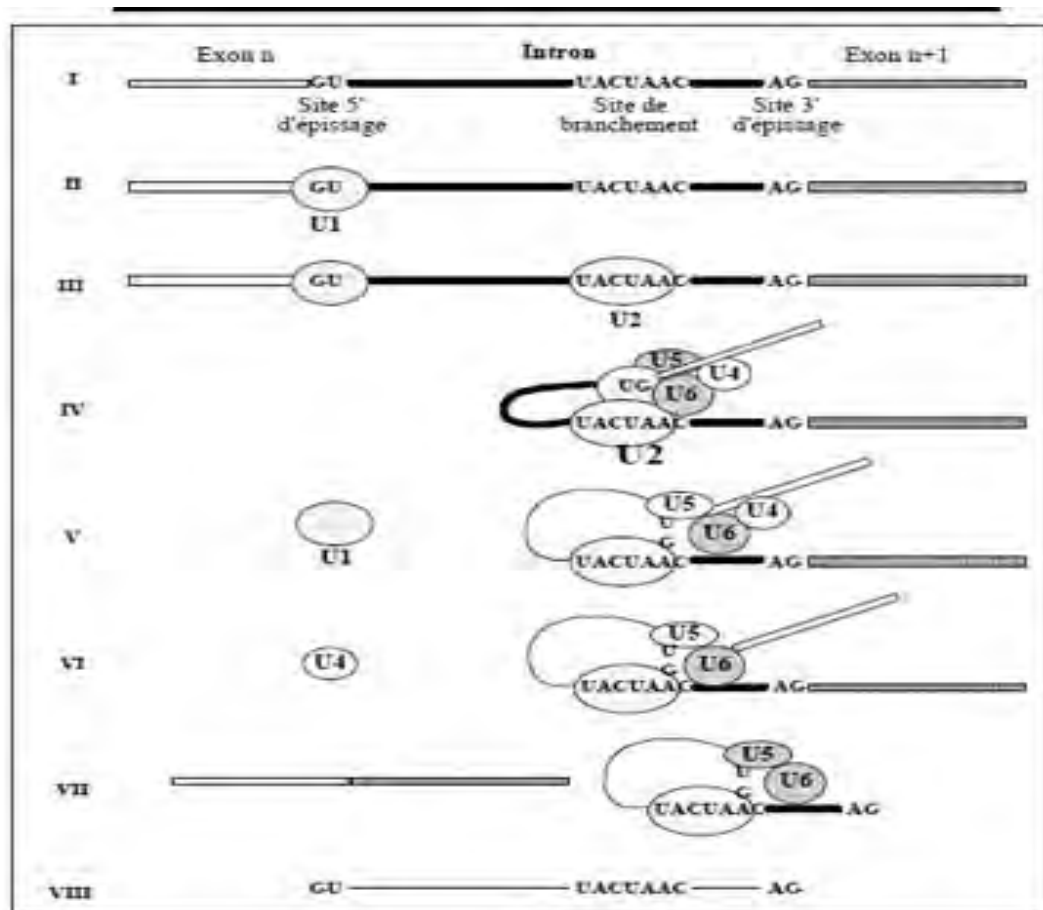 Exon n Intron Exon n+1
I GU UACUAAC AG
Site 5' Site de Site 3'
d'épissage branchement d'épissage
II GU UACUAAC AG
U1
III GU UACUAAC AG
U2
U5
UG U4
U6
IV
UACUAAC AG
U2
U5 U4
U
V U6
G
U1 UACUAAC AG
U5
U4 U U6
VI G
UACUAAC AG
U5
U U6
VII G
UACUAAC AG
VIII GU UACUAAC AG